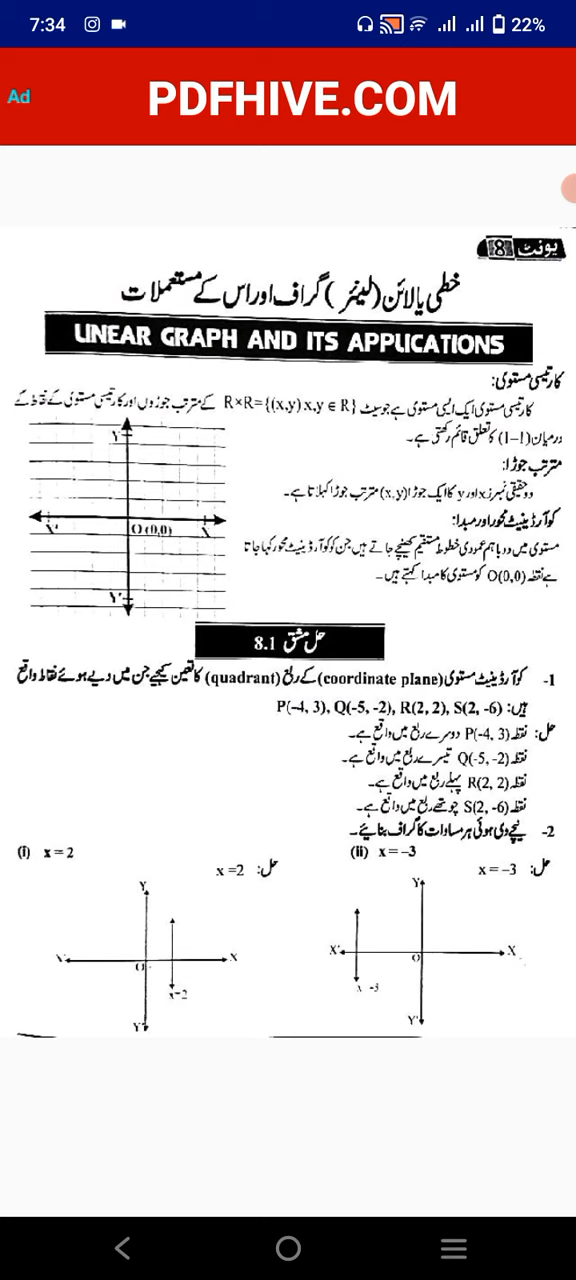 7:34
22%
Ad
PDFHIVE.COM
یونٹ 8
خطی یا لائن (لینئر) گراف اور اس کے مستعملات
LINEAR GRAPH AND ITS APPLICATIONS
کارتیسی مستوی:
کارتیسی مستوی ایک ایسی مستوی ہے جو سیٹ R×R={(x,y) x,y ∈ R} کے مترتب جوڑوں اور کارتیسی مستوی کے نقاط کے
درمیان (1–1) کا تعلق قائم رکھتی ہے۔
مترتب جوڑا:
دو حقیقی نمبرز x اور y کا ایک جوڑا (x,y) مترتب جوڑا کہلاتا ہے۔
کوآرڈینیٹ محور اور مبدا:
مستوی میں دو باہم عمودی خطوط مستقیم کھینچے جاتے ہیں جن کو کوآرڈینیٹ محور کہا جاتا
ہے نقطہ O(0,0) کو مستوی کا مبدا کہتے ہیں۔
Y
X'
O (0,0)
X
Y'
حل مشق 8.1
-1 کوآرڈینیٹ مستوی (coordinate plane) کے ربع (quadrant) کا تعین کیجیے جن میں دیے ہوئے نقاط واقع
ہیں: P(-4, 3), Q(-5, -2), R(2, 2), S(2, -6)
حل: نقطہ P(-4, 3) دوسرے ربع میں واقع ہے۔
نقطہ Q(-5, -2) تیسرے ربع میں واقع ہے۔
نقطہ R(2, 2) پہلے ربع میں واقع ہے۔
نقطہ S(2, -6) چوتھے ربع میں واقع ہے۔
-2 نیچے دی ہوئی ہر مساوات کا گراف بنائیے۔
(i) x = 2
(ii) x = –3
حل: x =2
حل: x = –3
Y
X'
O
X
x=2
Y'
Y
X'
O
X
x -3
Y'